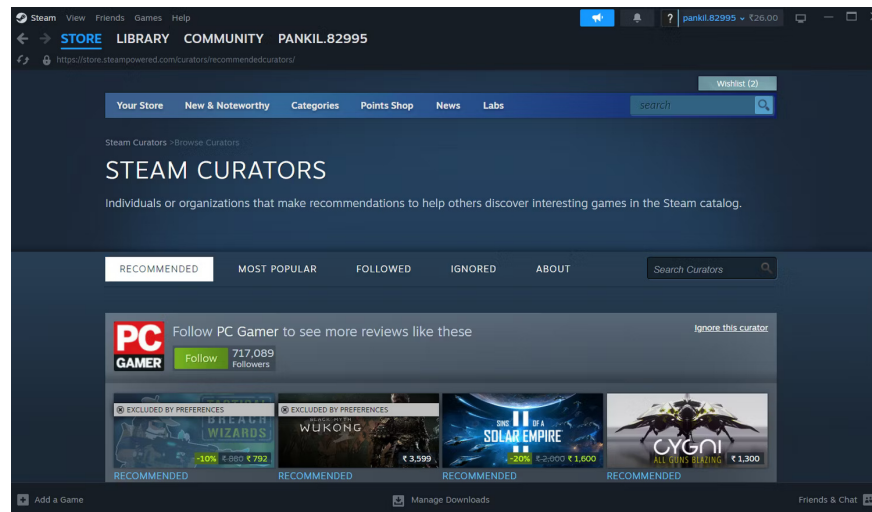 Steam View Friends Games Help
? pankil.82995 ₹26.00
STORE LIBRARY COMMUNITY PANKIL.82995
https://store.steampowered.com/curators/recommendedcurators/
Wishlist (2)
Your Store New & Noteworthy Categories Points Shop News Labs search
Steam Curators >Browse Curators
STEAM CURATORS
Individuals or organizations that make recommendations to help others discover interesting games in the Steam catalog.
RECOMMENDED MOST POPULAR FOLLOWED IGNORED ABOUT Search Curators
PC GAMER
Follow PC Gamer to see more reviews like these
Ignore this curator
Follow
717,089
Followers
EXCLUDED BY PREFERENCES
TACTICAL
BREACH
WIZARDS
-10% ₹ 880 ₹ 792
RECOMMENDED
EXCLUDED BY PREFERENCES
BLACK MYTH
WUKONG
₹ 3,599
RECOMMENDED
SINS OF A
SOLAR EMPIRE
II
-20% ₹ 2,000 ₹ 1,600
RECOMMENDED
CYGNI
ALL GUNS BLAZING
₹ 1,300
RECOMMENDED
Add a Game Manage Downloads Friends & Chat